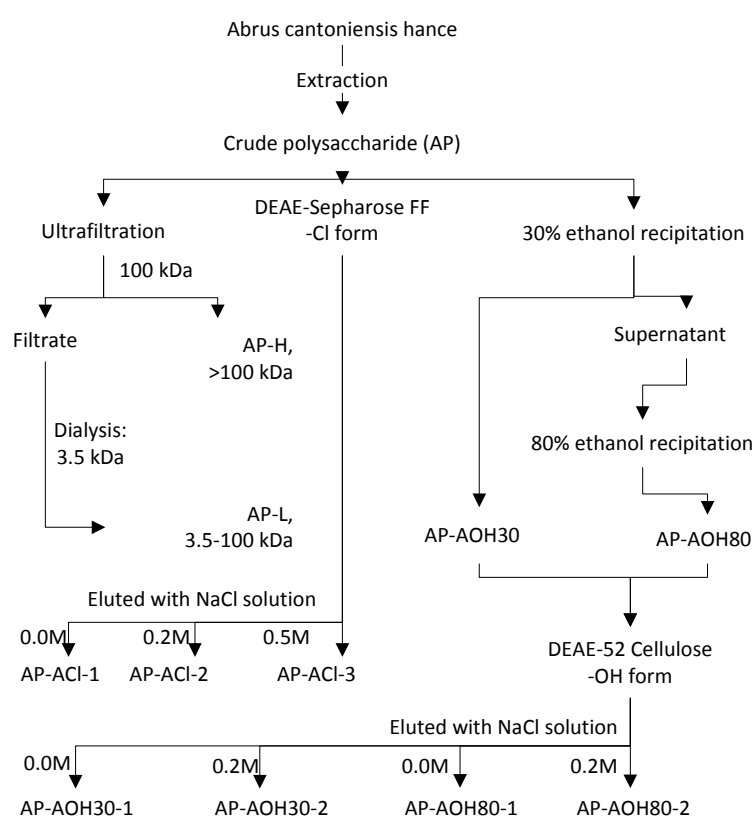 Abrus cantoniensis hance
Extraction
Crude polysaccharide (AP)
Ultrafiltration
DEAE-Sepharose FF
-Cl form
30% ethanol recipitation
100 kDa
Filtrate
AP-H,
>100 kDa
Supernatant
Dialysis:
3.5 kDa
80% ethanol recipitation
AP-L,
3.5-100 kDa
AP-AOH30
AP-AOH80
Eluted with NaCl solution
0.0M
0.2M
0.5M
AP-ACl-1
AP-ACl-2
AP-ACl-3
DEAE-52 Cellulose
-OH form
Eluted with NaCl solution
0.0M
0.2M
0.0M
0.2M
AP-AOH30-1
AP-AOH30-2
AP-AOH80-1
AP-AOH80-2